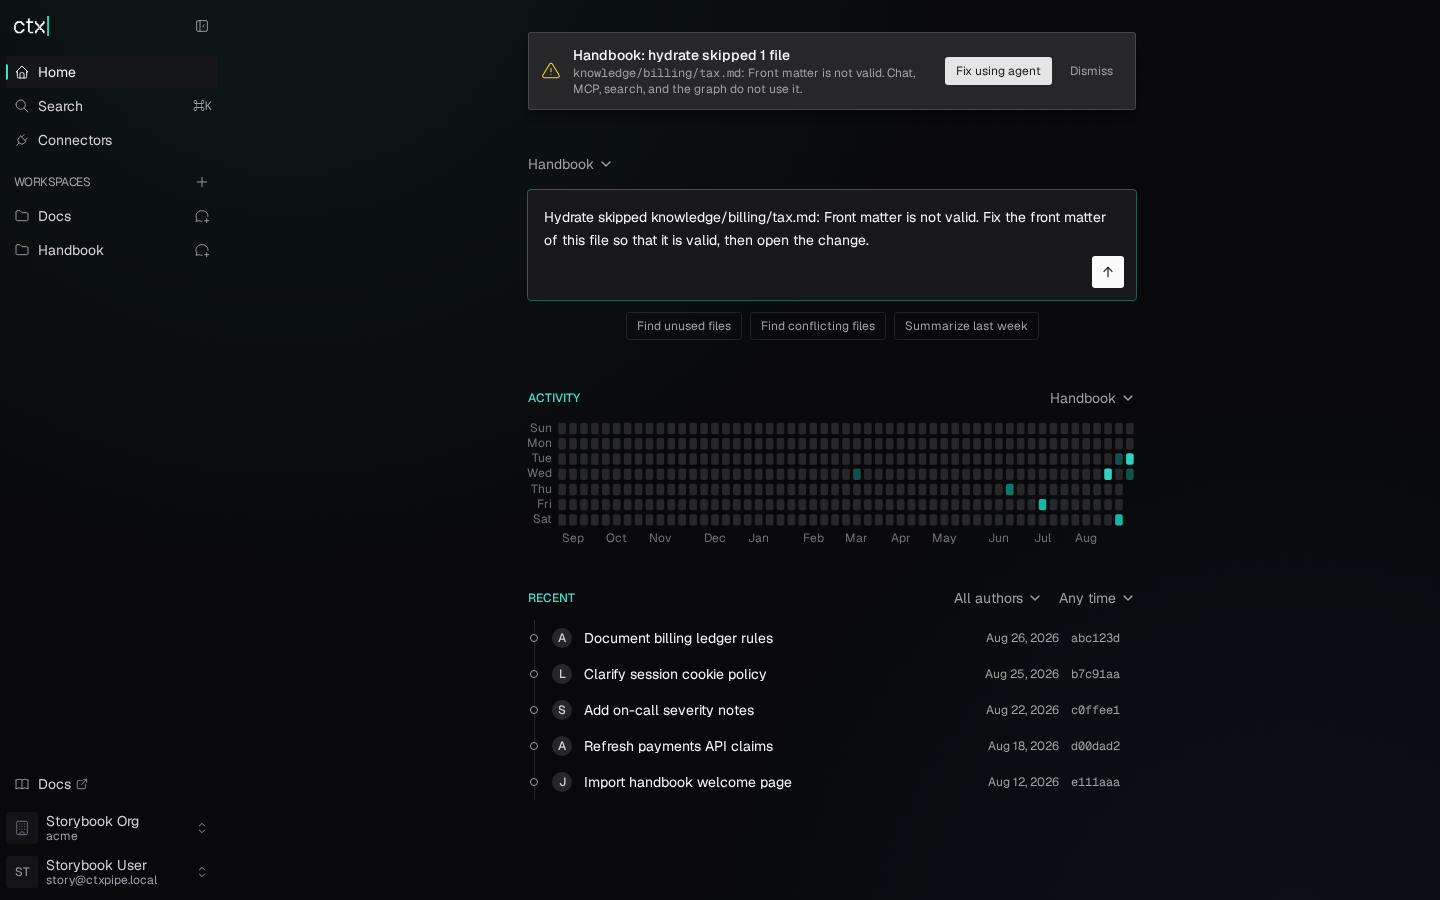 ctx
Home
Search ⌘K
Connectors
WORKSPACES
Docs
Handbook
Docs
Storybook Org
acme
ST
Storybook User
story@ctxpipe.local
Handbook: hydrate skipped 1 file
knowledge/billing/tax.md: Front matter is not valid. Chat,
MCP, search, and the graph do not use it.
Fix using agent
Dismiss
Handbook
Hydrate skipped knowledge/billing/tax.md: Front matter is not valid. Fix the front matter
of this file so that it is valid, then open the change.
Find unused files
Find conflicting files
Summarize last week
ACTIVITY
Handbook
Sun
Mon
Tue
Wed
Thu
Fri
Sat
Sep Oct Nov Dec Jan Feb Mar Apr May Jun Jul Aug
RECENT
All authors
Any time
A Document billing ledger rules Aug 26, 2026 abc123d
L Clarify session cookie policy Aug 25, 2026 b7c91aa
S Add on-call severity notes Aug 22, 2026 c0ffee1
A Refresh payments API claims Aug 18, 2026 d00dad2
J Import handbook welcome page Aug 12, 2026 e111aaa